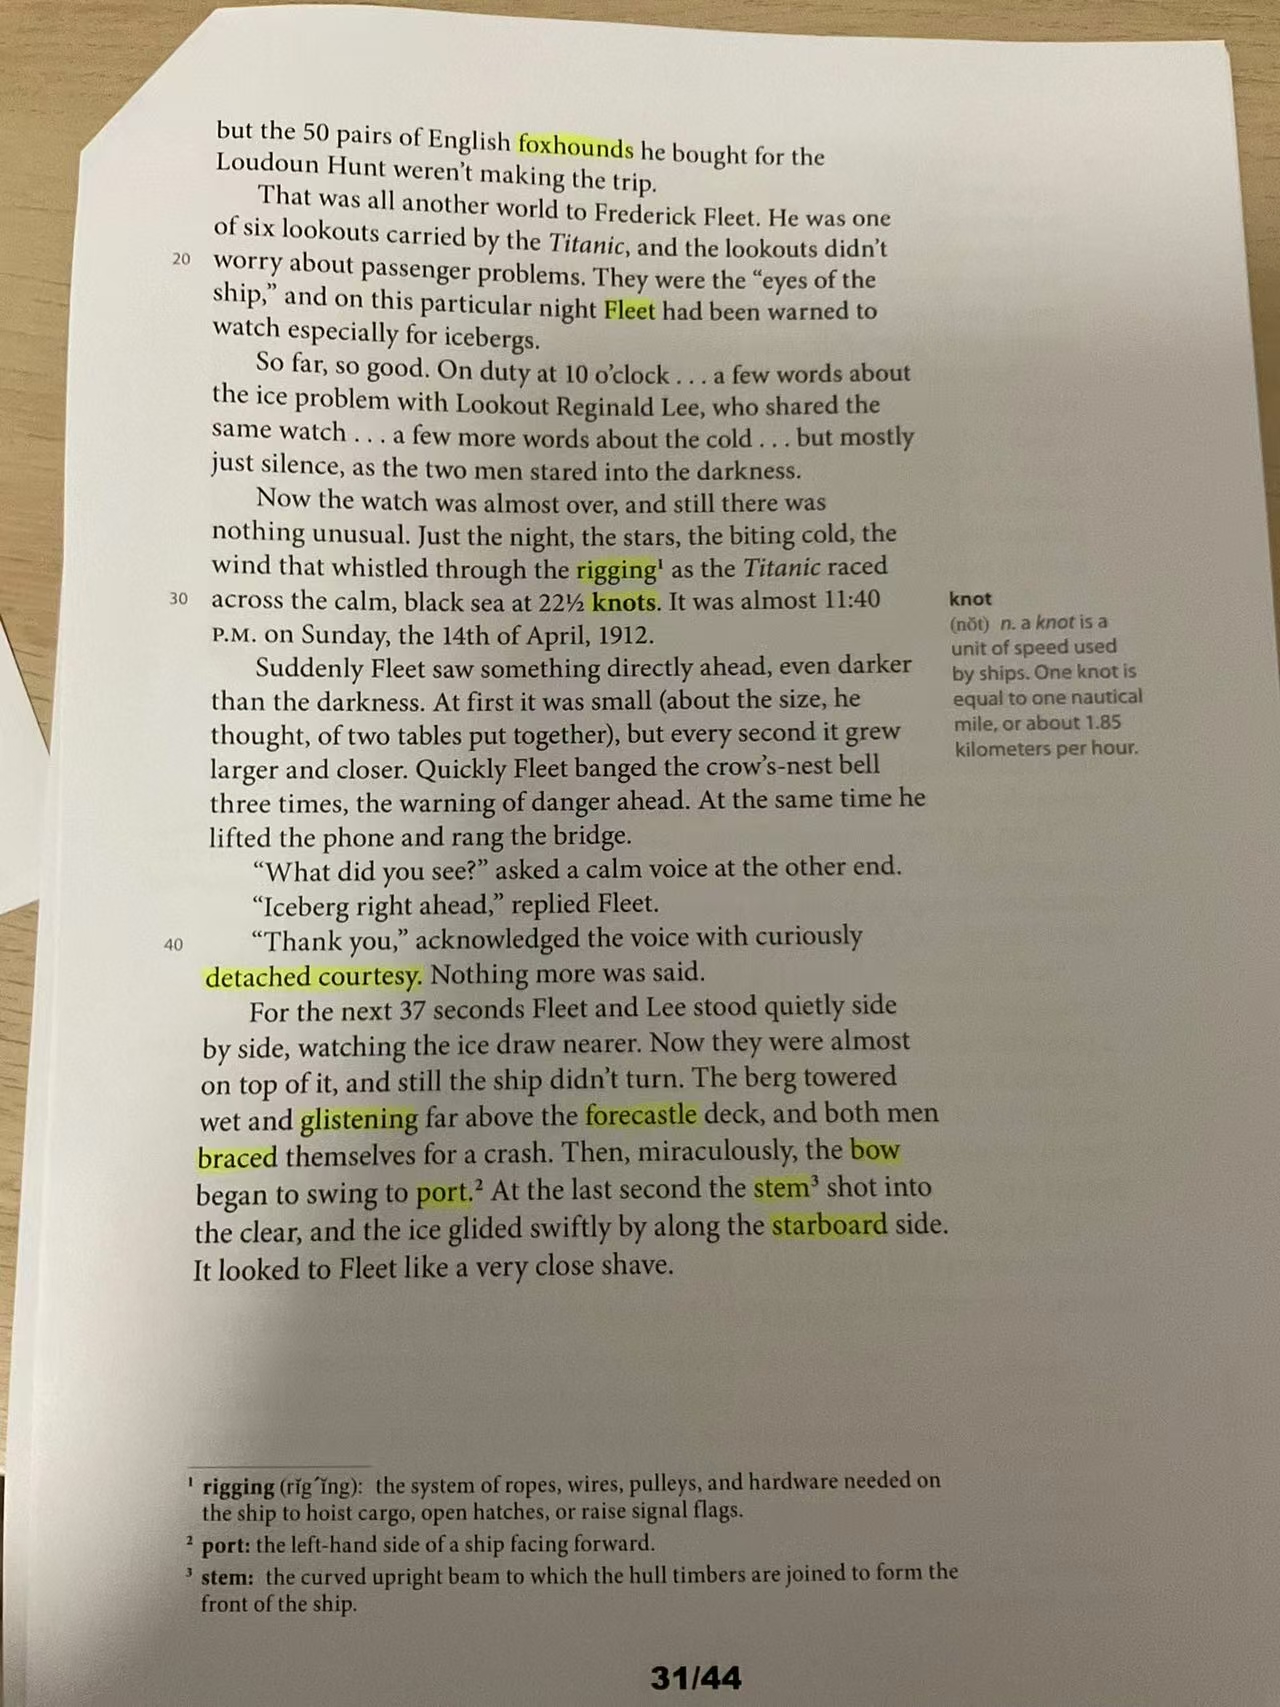 but the 50 pairs of English foxhounds he bought for the
Loudoun Hunt weren’t making the trip.
That was all another world to Frederick Fleet. He was one
of six lookouts carried by the Titanic, and the lookouts didn’t
20 worry about passenger problems. They were the “eyes of the
ship,” and on this particular night Fleet had been warned to
watch especially for icebergs.
So far, so good. On duty at 10 o’clock . . . a few words about
the ice problem with Lookout Reginald Lee, who shared the
same watch . . . a few more words about the cold . . . but mostly
just silence, as the two men stared into the darkness.
Now the watch was almost over, and still there was
nothing unusual. Just the night, the stars, the biting cold, the
wind that whistled through the rigging¹ as the Titanic raced
30 across the calm, black sea at 22½ knots. It was almost 11:40
P.M. on Sunday, the 14th of April, 1912.
Suddenly Fleet saw something directly ahead, even darker
than the darkness. At first it was small (about the size, he
thought, of two tables put together), but every second it grew
larger and closer. Quickly Fleet banged the crow’s-nest bell
three times, the warning of danger ahead. At the same time he
lifted the phone and rang the bridge.
“What did you see?” asked a calm voice at the other end.
“Iceberg right ahead,” replied Fleet.
40 “Thank you,” acknowledged the voice with curiously
detached courtesy. Nothing more was said.
For the next 37 seconds Fleet and Lee stood quietly side
by side, watching the ice draw nearer. Now they were almost
on top of it, and still the ship didn’t turn. The berg towered
wet and glistening far above the forecastle deck, and both men
braced themselves for a crash. Then, miraculously, the bow
began to swing to port.² At the last second the stem³ shot into
the clear, and the ice glided swiftly by along the starboard side.
It looked to Fleet like a very close shave.
knot
(nŏt) n. a knot is a
unit of speed used
by ships. One knot is
equal to one nautical
mile, or about 1.85
kilometers per hour.
¹ rigging (rĭg´ĭng): the system of ropes, wires, pulleys, and hardware needed on
the ship to hoist cargo, open hatches, or raise signal flags.
² port: the left-hand side of a ship facing forward.
³ stem: the curved upright beam to which the hull timbers are joined to form the
front of the ship.
31/44